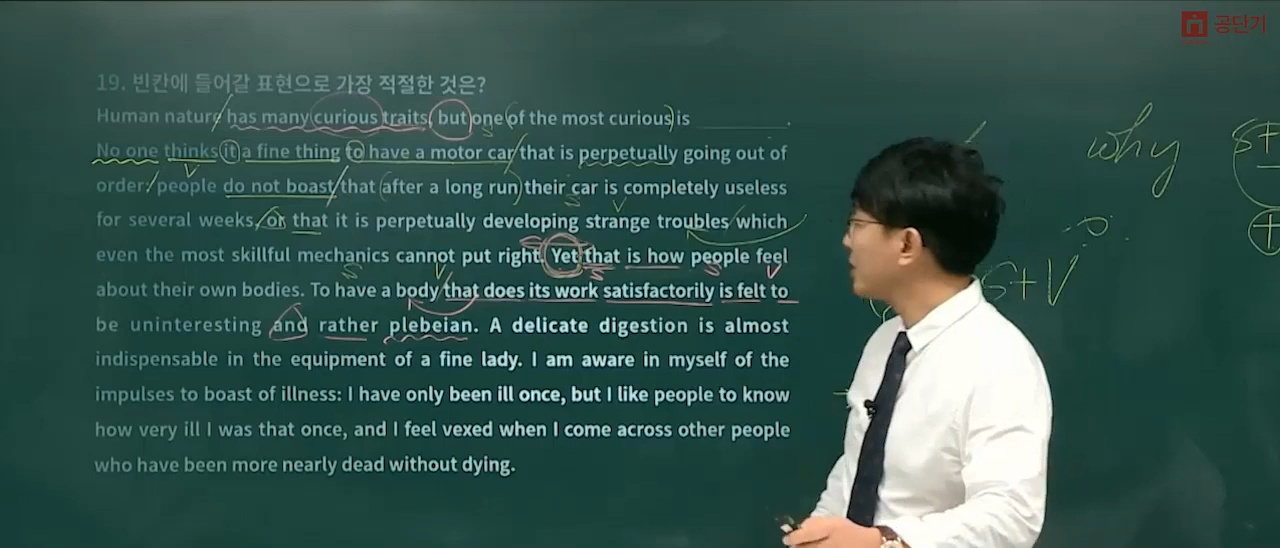 공단기
19. 빈칸에 들어갈 표현으로 가장 적절한 것은?
Human nature has many curious traits, but one of the most curious is ________.
No one thinks it a fine thing to have a motor car that is perpetually going out of
order; people do not boast that after a long run their car is completely useless
for several weeks, or that it is perpetually developing strange troubles which
even the most skillful mechanics cannot put right. Yet that is how people feel
about their own bodies. To have a body that does its work satisfactorily is felt to
be uninteresting and rather plebeian. A delicate digestion is almost
indispensable in the equipment of a fine lady. I am aware in myself of the
impulses to boast of illness: I have only been ill once, but I like people to know
how very ill I was that once, and I feel vexed when I come across other people
who have been more nearly dead without dying.
why
S+
S+V